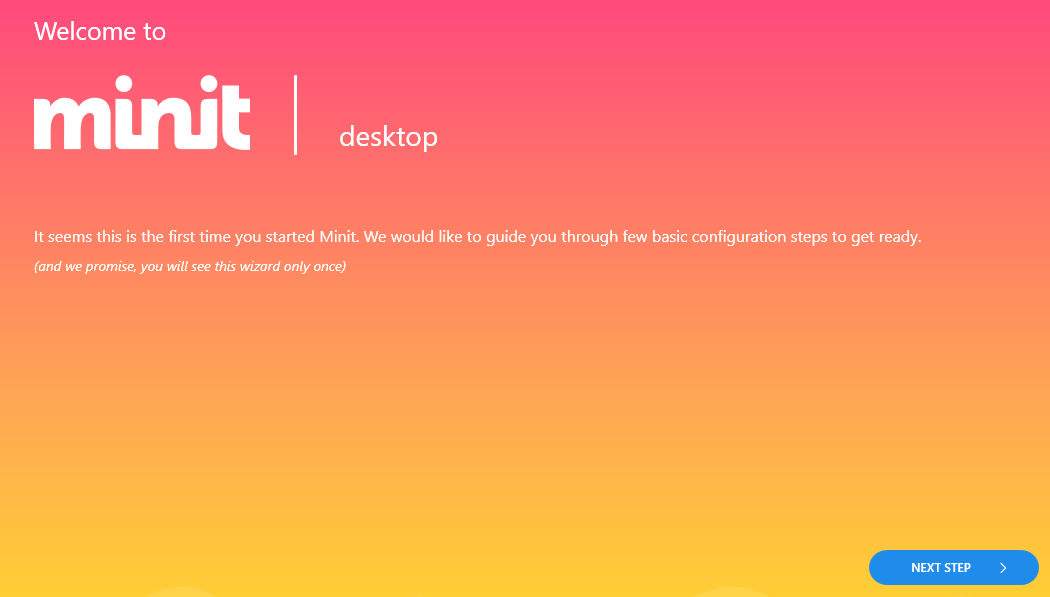 Welcome to
minit
desktop
It seems this is the first time you started Minit. We would like to guide you through few basic configuration steps to get ready.
(and we promise, you will see this wizard only once)
NEXT STEP